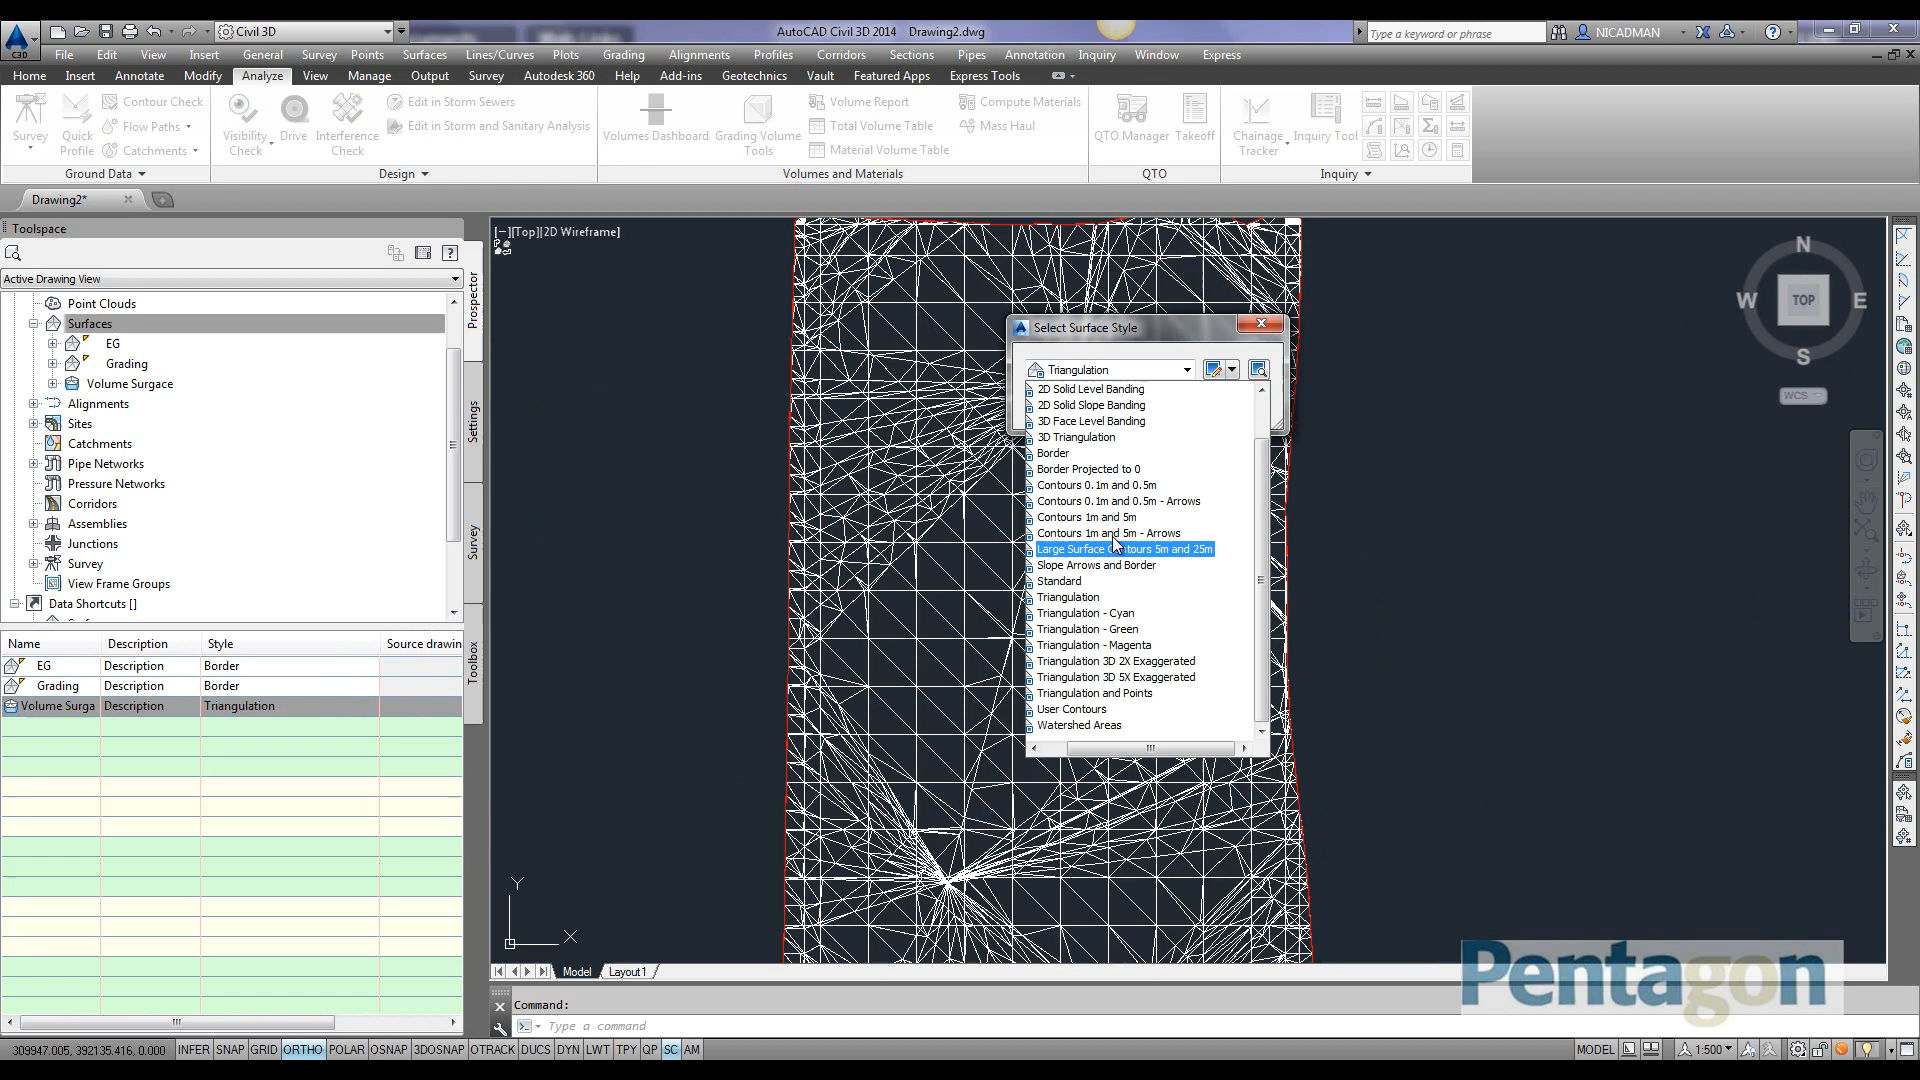 Civil 3D
AutoCAD Civil 3D 2014 Drawing2.dwg
Type a keyword or phrase
NICADMAN
C3D
File Edit View Insert General Survey Points Surfaces Lines/Curves Plots Grading Alignments Profiles Corridors Sections Pipes Annotation Inquiry Window Express
Home Insert Annotate Modify Analyze View Manage Output Survey Autodesk 360 Help Add-ins Geotechnics Vault Featured Apps Express Tools
Survey
Quick Profile
Contour Check
Flow Paths
Catchments
Ground Data
Visibility Check
Drive
Interference Check
Edit in Storm Sewers
Edit in Storm and Sanitary Analysis
Design
Volumes Dashboard
Grading Volume Tools
Volume Report
Total Volume Table
Material Volume Table
Compute Materials
Mass Haul
Volumes and Materials
QTO Manager
Takeoff
QTO
Chainage Tracker
Inquiry Tool
Inquiry
Drawing2*
Toolspace
Active Drawing View
Point Clouds
Surfaces
EG
Grading
Volume Surgace
Alignments
Sites
Catchments
Pipe Networks
Pressure Networks
Corridors
Assemblies
Junctions
Survey
View Frame Groups
Data Shortcuts []
Prospector
Settings
Survey
Toolbox
Name Description Style Source drawin
EG Description Border
Grading Description Border
Volume Surga Description Triangulation
[−][Top][2D Wireframe]
N
W TOP E
S
WCS
Select Surface Style
Triangulation
2D Solid Level Banding
2D Solid Slope Banding
3D Face Level Banding
3D Triangulation
Border
Border Projected to 0
Contours 0.1m and 0.5m
Contours 0.1m and 0.5m - Arrows
Contours 1m and 5m
Contours 1m and 5m - Arrows
Large Surface Contours 5m and 25m
Slope Arrows and Border
Standard
Triangulation
Triangulation - Cyan
Triangulation - Green
Triangulation - Magenta
Triangulation 3D 2X Exaggerated
Triangulation 3D 5X Exaggerated
Triangulation and Points
User Contours
Watershed Areas
Y
X
Model Layout1
Pentagon
Command:
Type a command
309947.005, 392135.416, 0.000 INFER SNAP GRID ORTHO POLAR OSNAP 3DOSNAP OTRACK DUCS DYN LWT TPY QP SC AM
MODEL 1:500